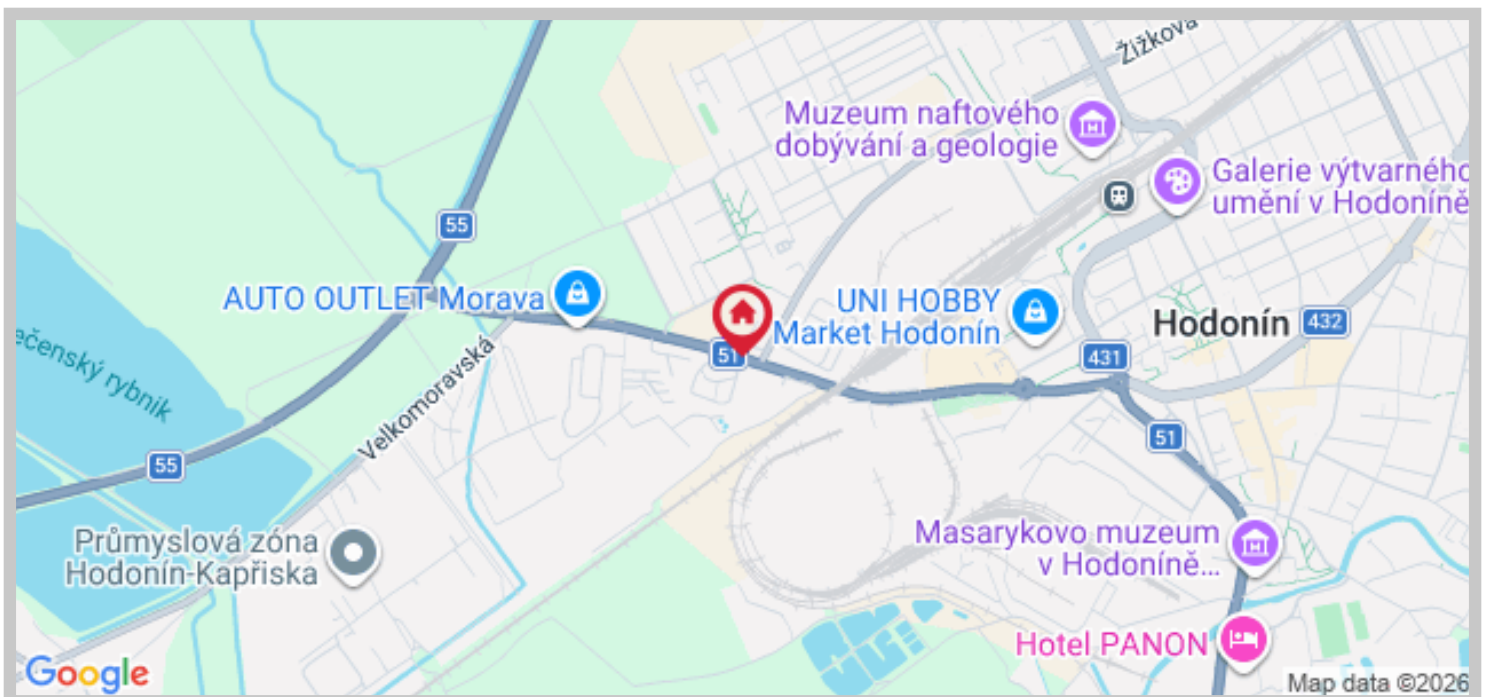 Žižkova
Muzeum naftového
dobývání a geologie
Galerie výtvarného
umění v Hodoníně
55
AUTO OUTLET Morava
UNI HOBBY
Market Hodonín
Hodonín
432
51
431
ečenský rybník
Velkomoravská
51
55
Masarykovo muzeum
v Hodoníně...
Průmyslová zóna
Hodonín-Kapřiska
Hotel PANON
Google
Map data ©2026